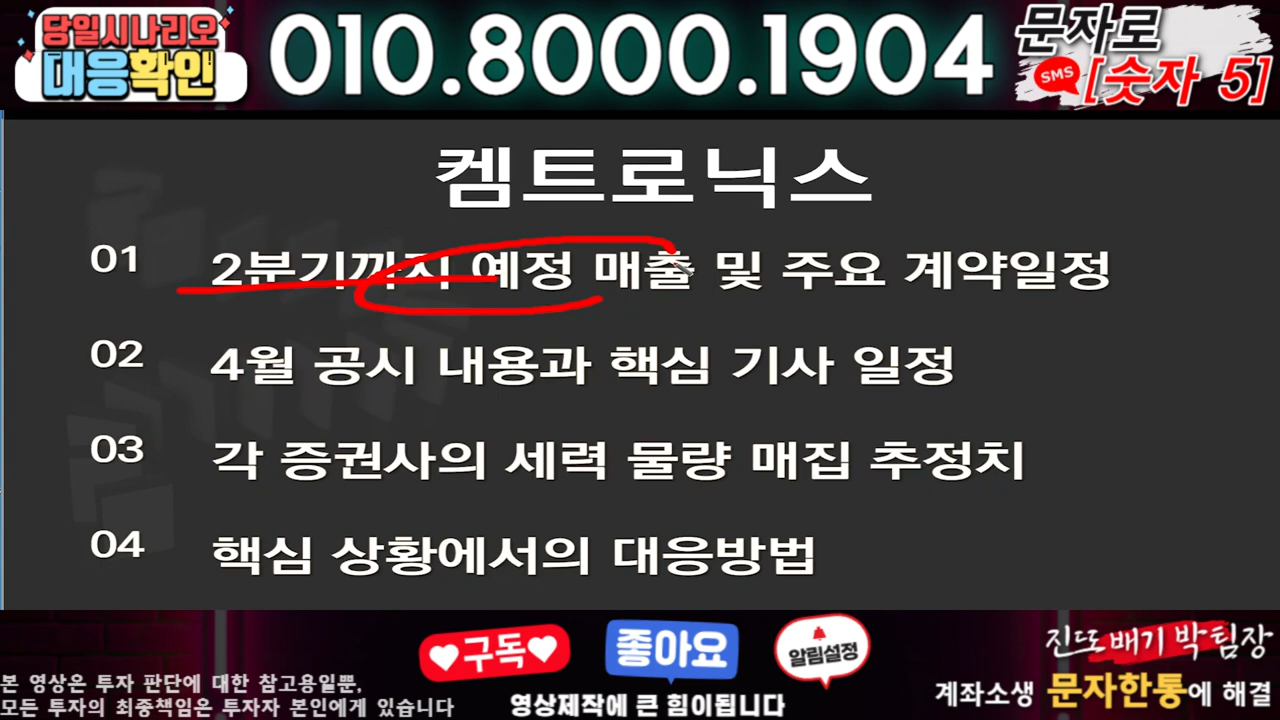 당일시나리오
대응확인
010.8000.1904
문자로
SMS [숫자 5]
켐트로닉스
01 2분기까지 예정 매출 및 주요 계약일정
02 4월 공시 내용과 핵심 기사 일정
03 각 증권사의 세력 물량 매집 추정치
04 핵심 상황에서의 대응방법
구독
좋아요
알림설정
영상제작에 큰 힘이됩니다
본 영상은 투자 판단에 대한 참고용일뿐,
모든 투자의 최종책임은 투자자 본인에게 있습니다
진또배기 박팀장
계좌소생 문자한통에 해결